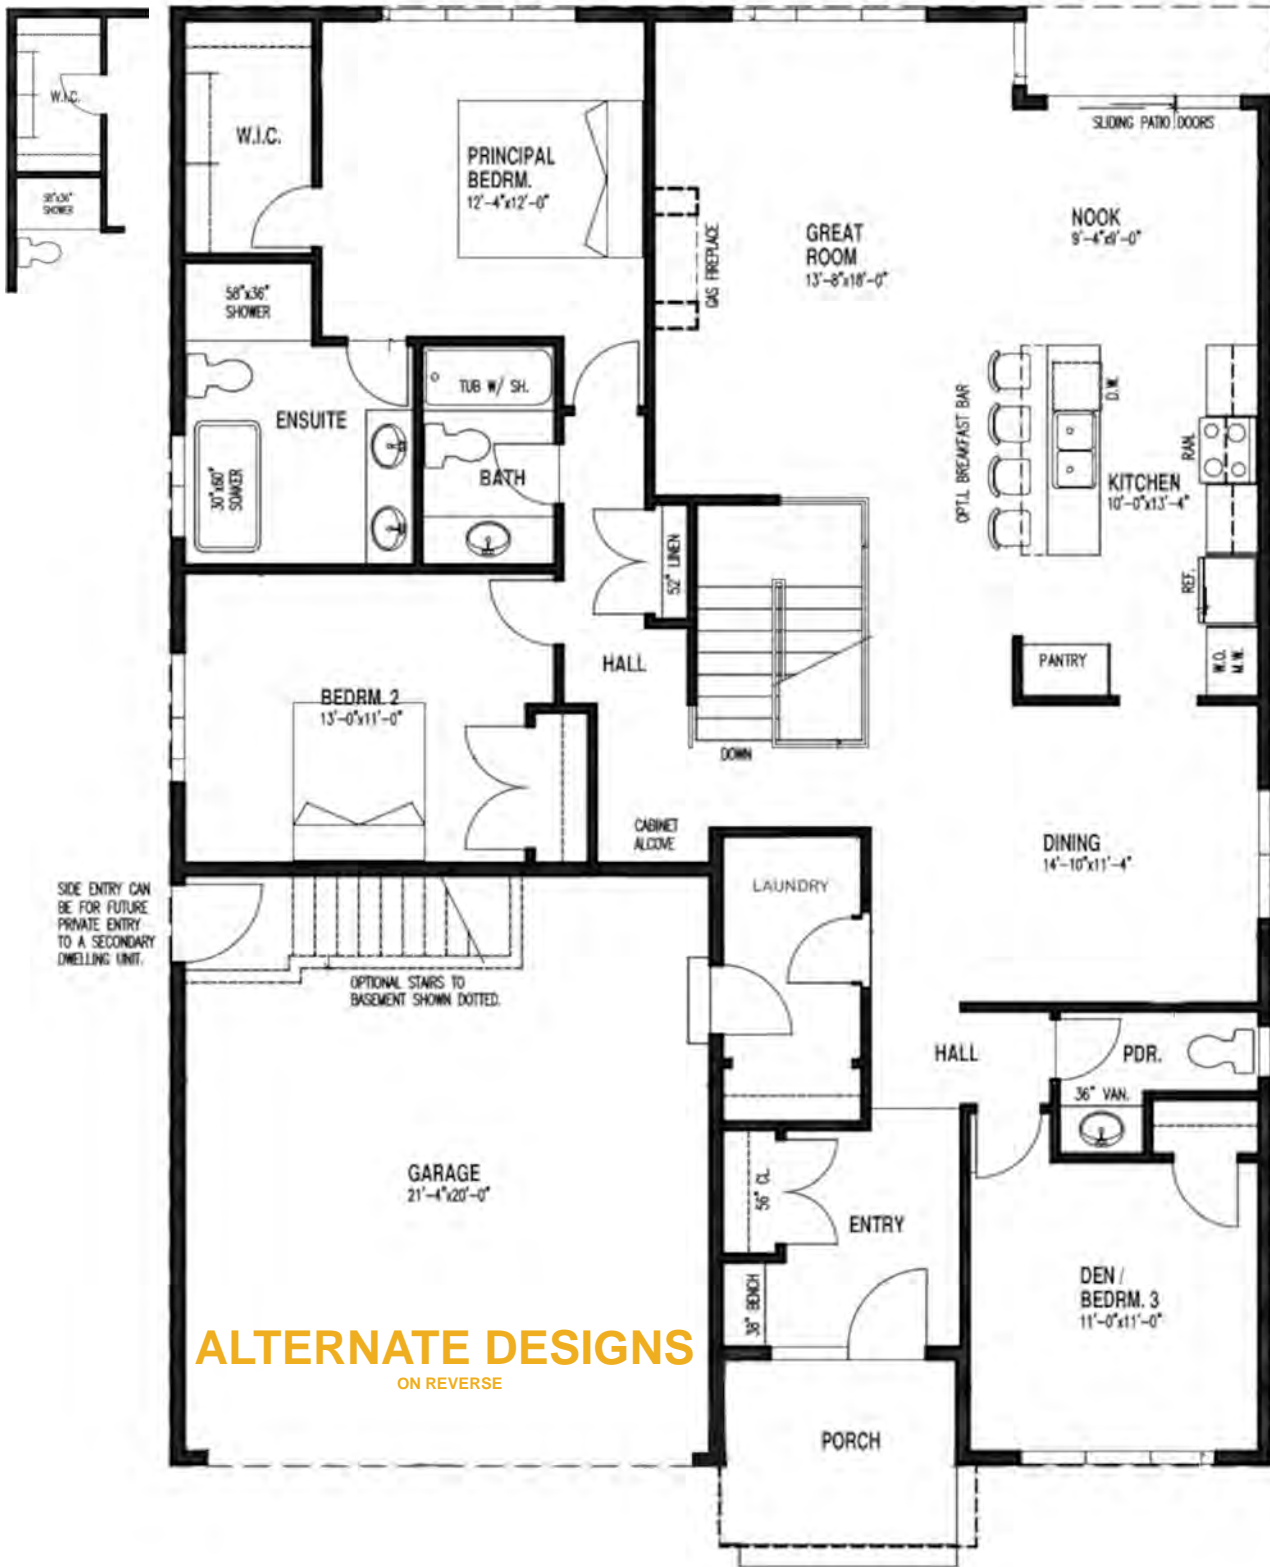 W.I.C.
58"x36"
SHOWER
W.I.C.
PRINCIPAL
BEDRM.
12'-4"x12'-0"
SLIDING PATIO DOORS
GREAT
ROOM
13'-8"x18'-0"
NOOK
9'-4"x9'-0"
GAS FIREPLACE
58"x36"
SHOWER
TUB W/ SH.
ENSUITE
30"x60"
SOAKER
BATH
OPT.L BREAKFAST BAR
D.W.
RAN.
KITCHEN
10'-0"x13'-4"
52" LINEN
REF.
HALL
PANTRY
W.O.
M.W.
BEDRM. 2
13'-0"x11'-0"
DOWN
CABINET
ALCOVE
DINING
14'-10"x11'-4"
LAUNDRY
SIDE ENTRY CAN
BE FOR FUTURE
PRIVATE ENTRY
TO A SECONDARY
DWELLING UNIT.
OPTIONAL STAIRS TO
BASEMENT SHOWN DOTTED.
HALL
PDR.
36" VAN.
GARAGE
21'-4"x20'-0"
56" CL.
ENTRY
38" BENCH
DEN /
BEDRM. 3
11'-0"x11'-0"
ALTERNATE DESIGNS
ON REVERSE
PORCH